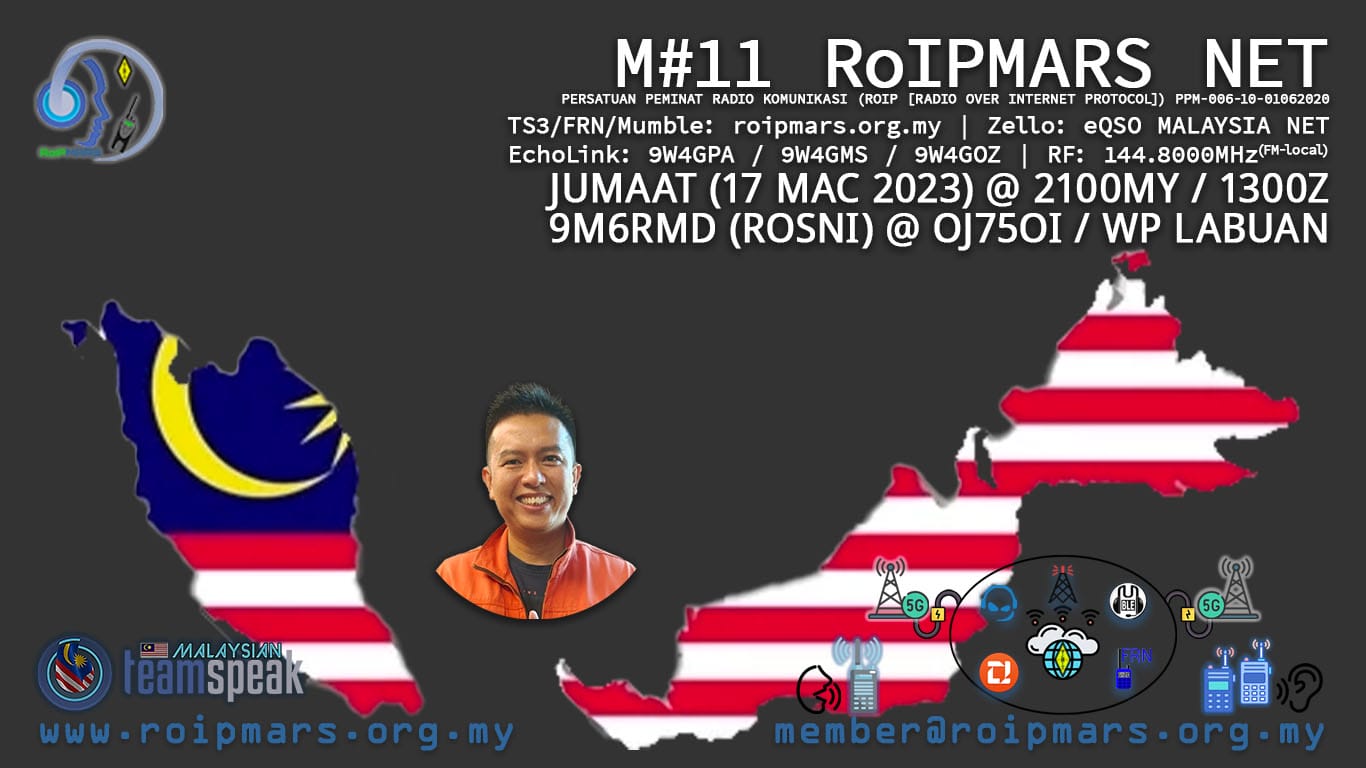 M#11 RoIPMARS NET
PERSATUAN PEMINAT RADIO KOMUNIKASI (ROIP [RADIO OVER INTERNET PROTOCOL]) PPM-006-10-01062020
TS3/FRN/Mumble: roipmars.org.my | Zello: eQSO MALAYSIA NET
EchoLink: 9W4GPA / 9W4GMS / 9W4GOZ | RF: 144.8000MHz(FM-local)
JUMAAT (17 MAC 2023) @ 2100MY / 1300Z
9M6RMD (ROSNI) @ OJ75OI / WP LABUAN
RoIPMARS
5G
5G
BLE
FRN
MALAYSIAN
teamspeak
www.roipmars.org.my
member@roipmars.org.my